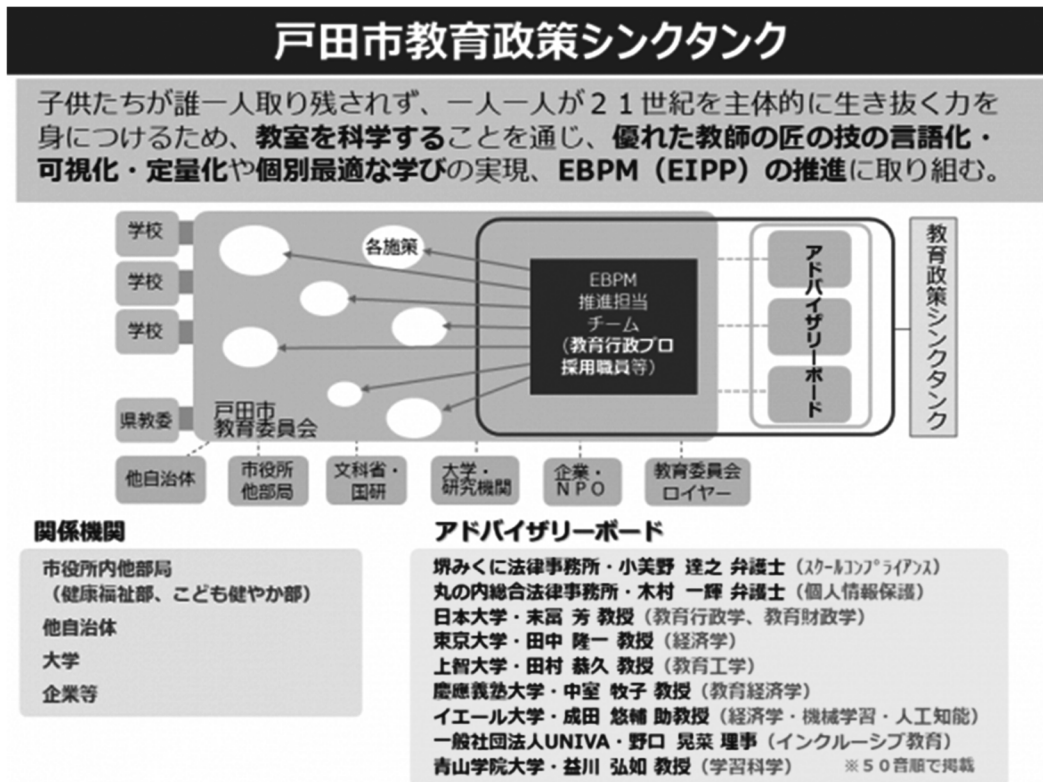 戸田市教育政策シンクタンク
子供たちが誰一人取り残されず、一人一人が２１世紀を主体的に生き抜く力を
身につけるため、教室を科学することを通じ、優れた教師の匠の技の言語化・
可視化・定量化や個別最適な学びの実現、EBPM（EIPP）の推進に取り組む。
学校
学校
学校
県教委
各施策
戸田市
教育委員会
EBPM
推進担当
チーム
（教育行政プロ
採用職員等）
アドバイザリーボード
教育政策シンクタンク
他自治体
市役所
他部局
文科省・
国研
大学・
研究機関
企業・
ＮＰＯ
教育委員会
ロイヤー
関係機関
市役所内他部局
（健康福祉部、こども健やか部）
他自治体
大学
企業等
アドバイザリーボード
堺みくに法律事務所・小美野 達之 弁護士（ｽｸｰﾙｺﾝﾌﾟﾗｲｱﾝｽ）
丸の内総合法律事務所・木村 一輝 弁護士（個人情報保護）
日本大学・末冨 芳 教授（教育行政学、教育財政学）
東京大学・田中 隆一 教授（経済学）
上智大学・田村 恭久 教授（教育工学）
慶應義塾大学・中室 牧子 教授（教育経済学）
イエール大学・成田 悠輔 助教授（経済学・機械学習・人工知能）
一般社団法人UNIVA・野口 晃菜 理事（インクルーシブ教育）
青山学院大学・益川 弘如 教授（学習科学）
※５０音順で掲載